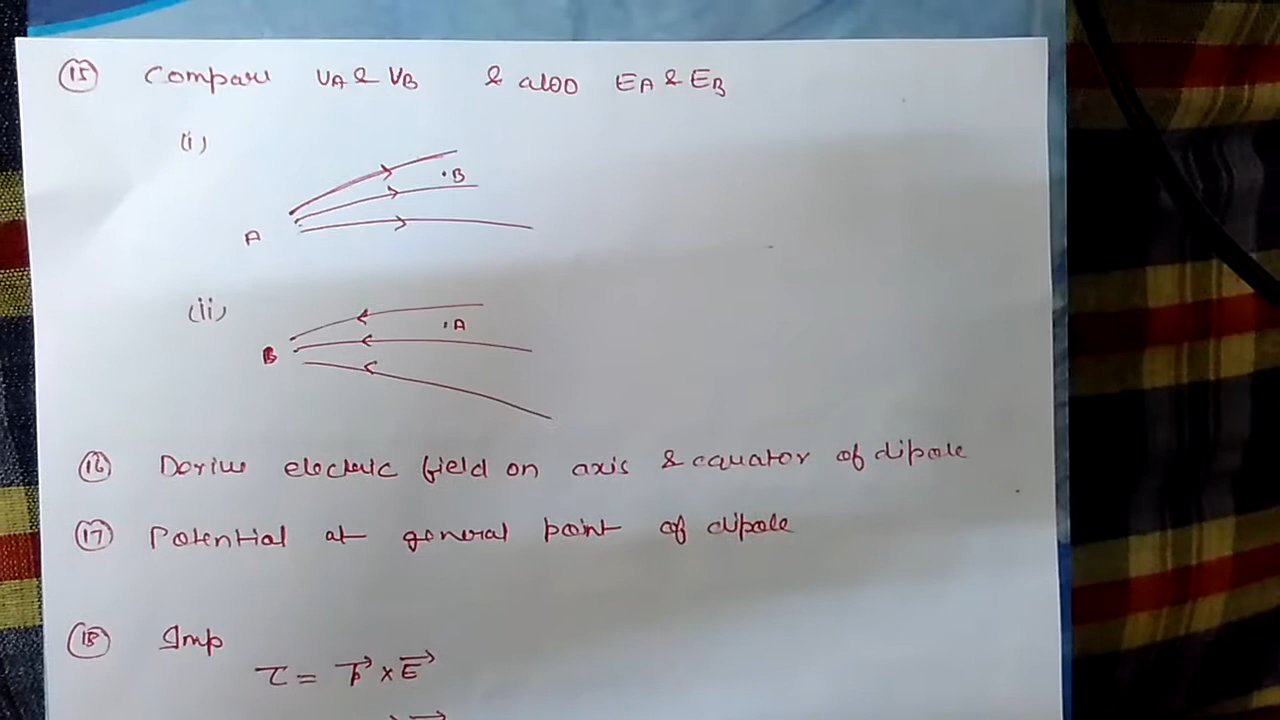 15 Compare VA & VB & also EA & EB
(i)
.B
A
(ii)
.A
B
16 Derive electric field on axis & equator of dipole
17 Potential at general point of dipole
18 Imp
τ = p⃗ × E⃗